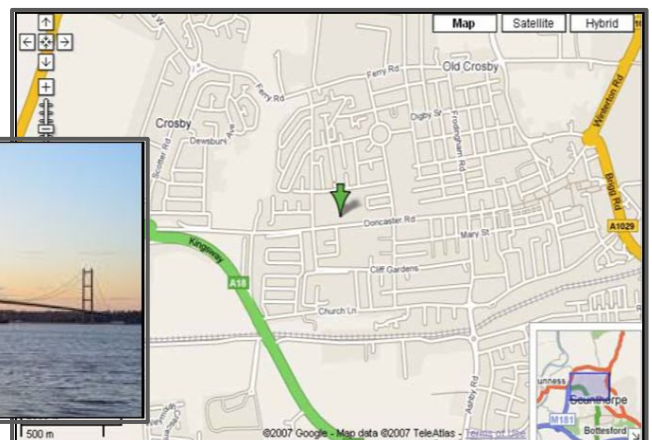 Map Satellite Hybrid
Old Crosby
Ferry Rd
Ferry Rd
Winterton Rd
Digby St
Frodingham Rd
Crosby
Dewsbury Ave
Scotter Rd
Brigg Rd
Doncaster Rd
A1029
Mary St
Kingsway
Cliff Gardens
A18
Church Ln
Scunthorpe
M181
Ashby Rd
Bottesford
500 m
©2007 Google - Map data ©2007 TeleAtlas - Terms of Use